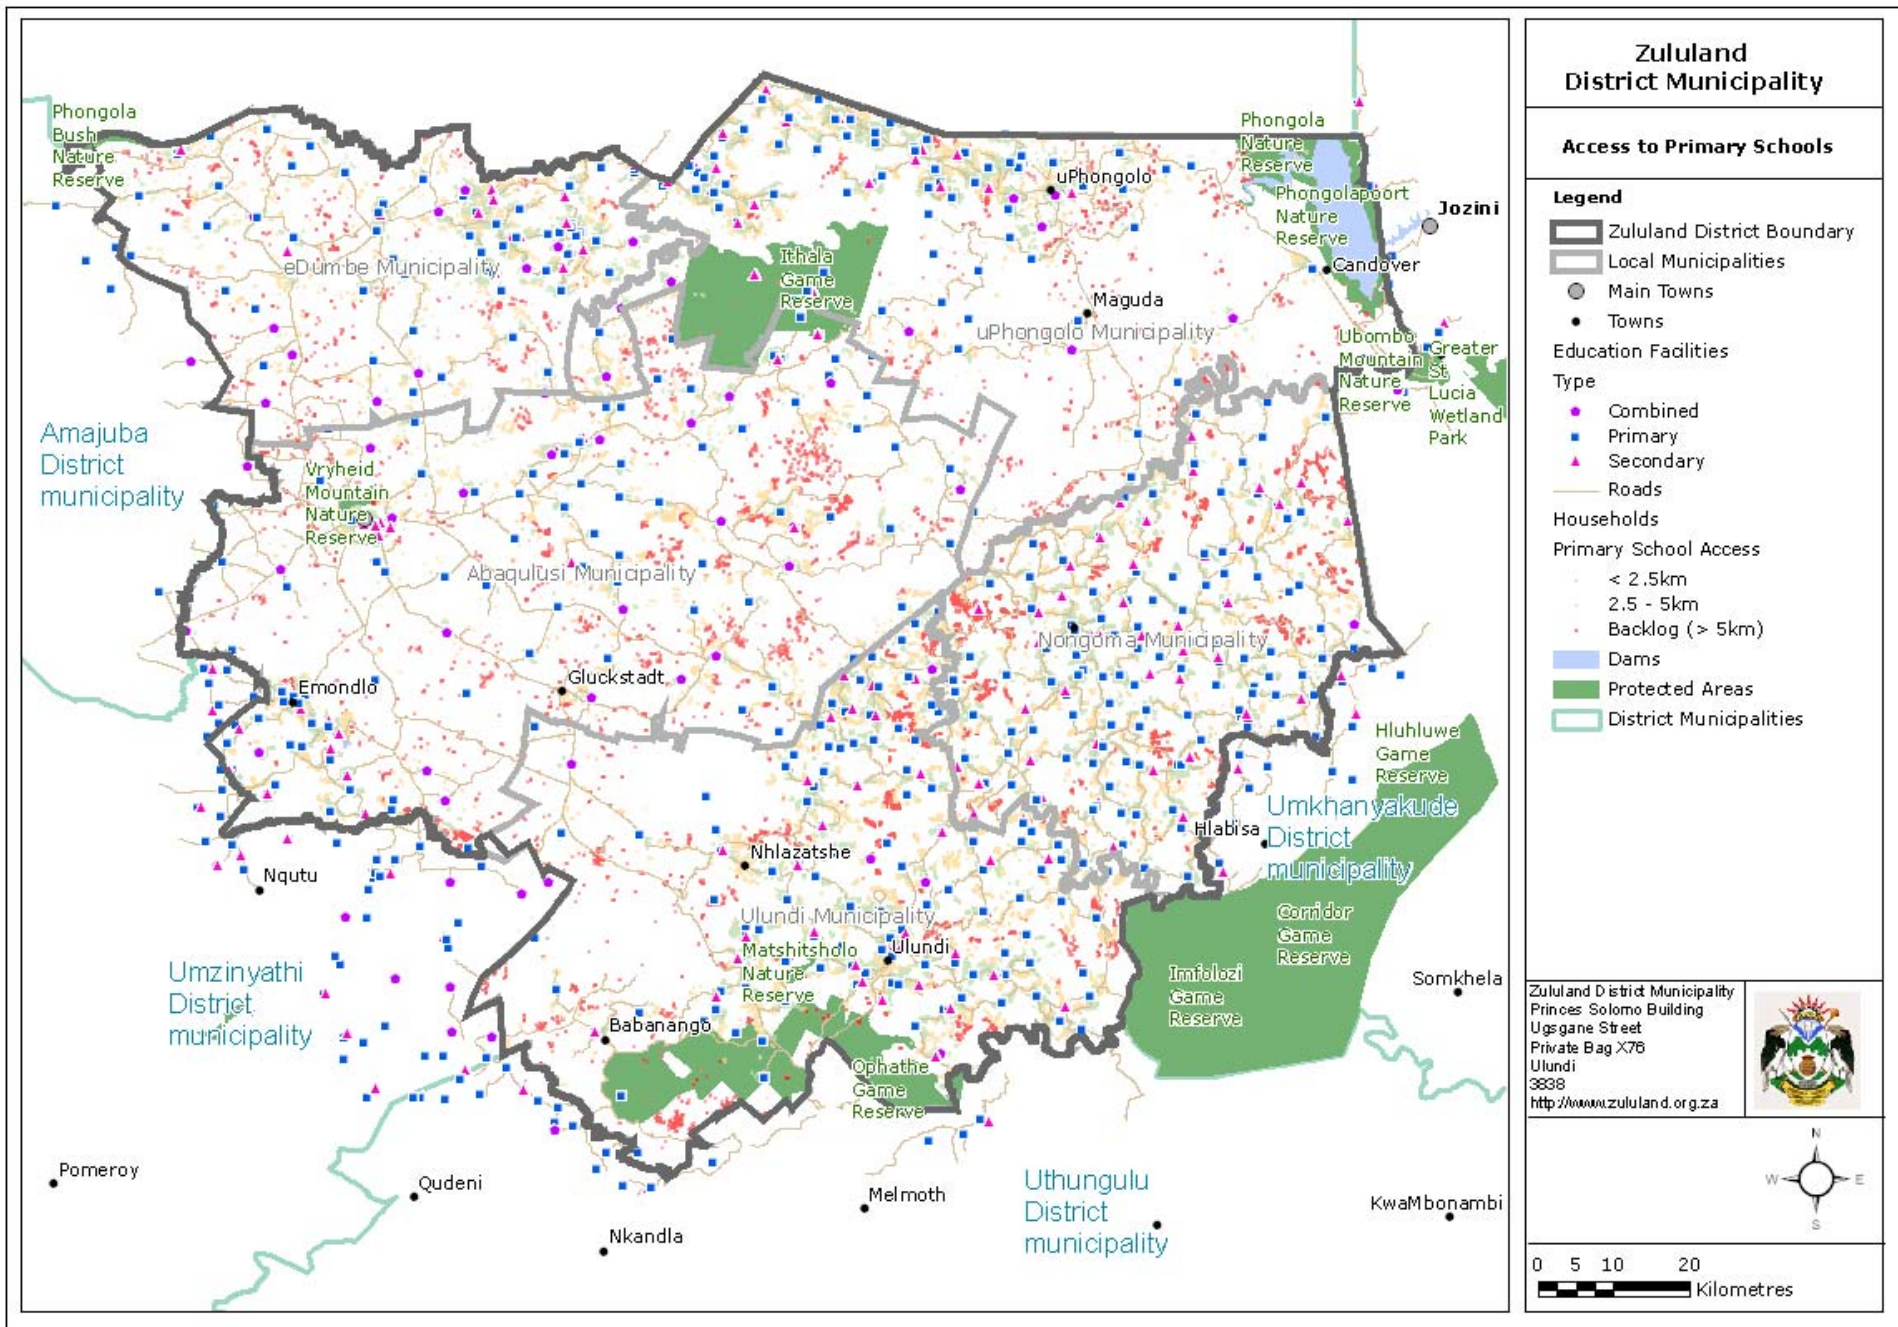 Zululand
District Municipality
Access to Primary Schools
Legend
Zululand District Boundary
Local Municipalities
Main Towns
Towns
Education Facilities
Type
Combined
Primary
Secondary
Roads
Households
Primary School Access
< 2.5km
2.5 - 5km
Backlog (> 5km)
Dams
Protected Areas
District Municipalities
Zululand District Municipality
Princes Solomo Building
Ugsgane Street
Private Bag X76
Ulundi
3838
http://www.zululand.org.za
N
W
E
S
0 5 10 20
Kilometres
Phongola
Bush
Nature
Reserve
Phongola
Nature
Reserve
uPhongolo
Phongolapoort
Nature
Reserve
Jozini
eDumbe Municipality
Ithala
Game
Reserve
Candover
Maguda
uPhongolo Municipality
Ubombo
Mountain
Nature
Reserve
Greater
St
Lucia
Wetland
Park
Amajuba
District
municipality
Vryheid
Mountain
Nature
Reserve
Abaqulusi Municipality
Nongoma Municipality
Emondlo
Gluckstadt
Hluhluwe
Game
Reserve
Umkhanyakude
District
municipality
Hlabisa
Nhlazatshe
Nqutu
Ulundi Municipality
Corridor
Game
Reserve
Matshitsholo
Nature
Reserve
Ulundi
Umzinyathi
District
municipality
Imfolozi
Game
Reserve
Somkhela
Babanango
Ophathe
Game
Reserve
Pomeroy
Qudeni
Melmoth
Uthungulu
District
municipality
KwaMbonambi
Nkandla